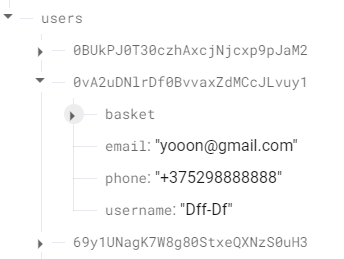 users
0BUkPJ0T30czhAxcjNjcxp9pJaM2
0vA2uDNlrDf0BvvaxZdMCcJLvuy1
basket
email: "yooon@gmail.com"
phone: "+375298888888"
username: "Dff-Df"
69y1UNagK7W8g80StxeQXNzS0uH3